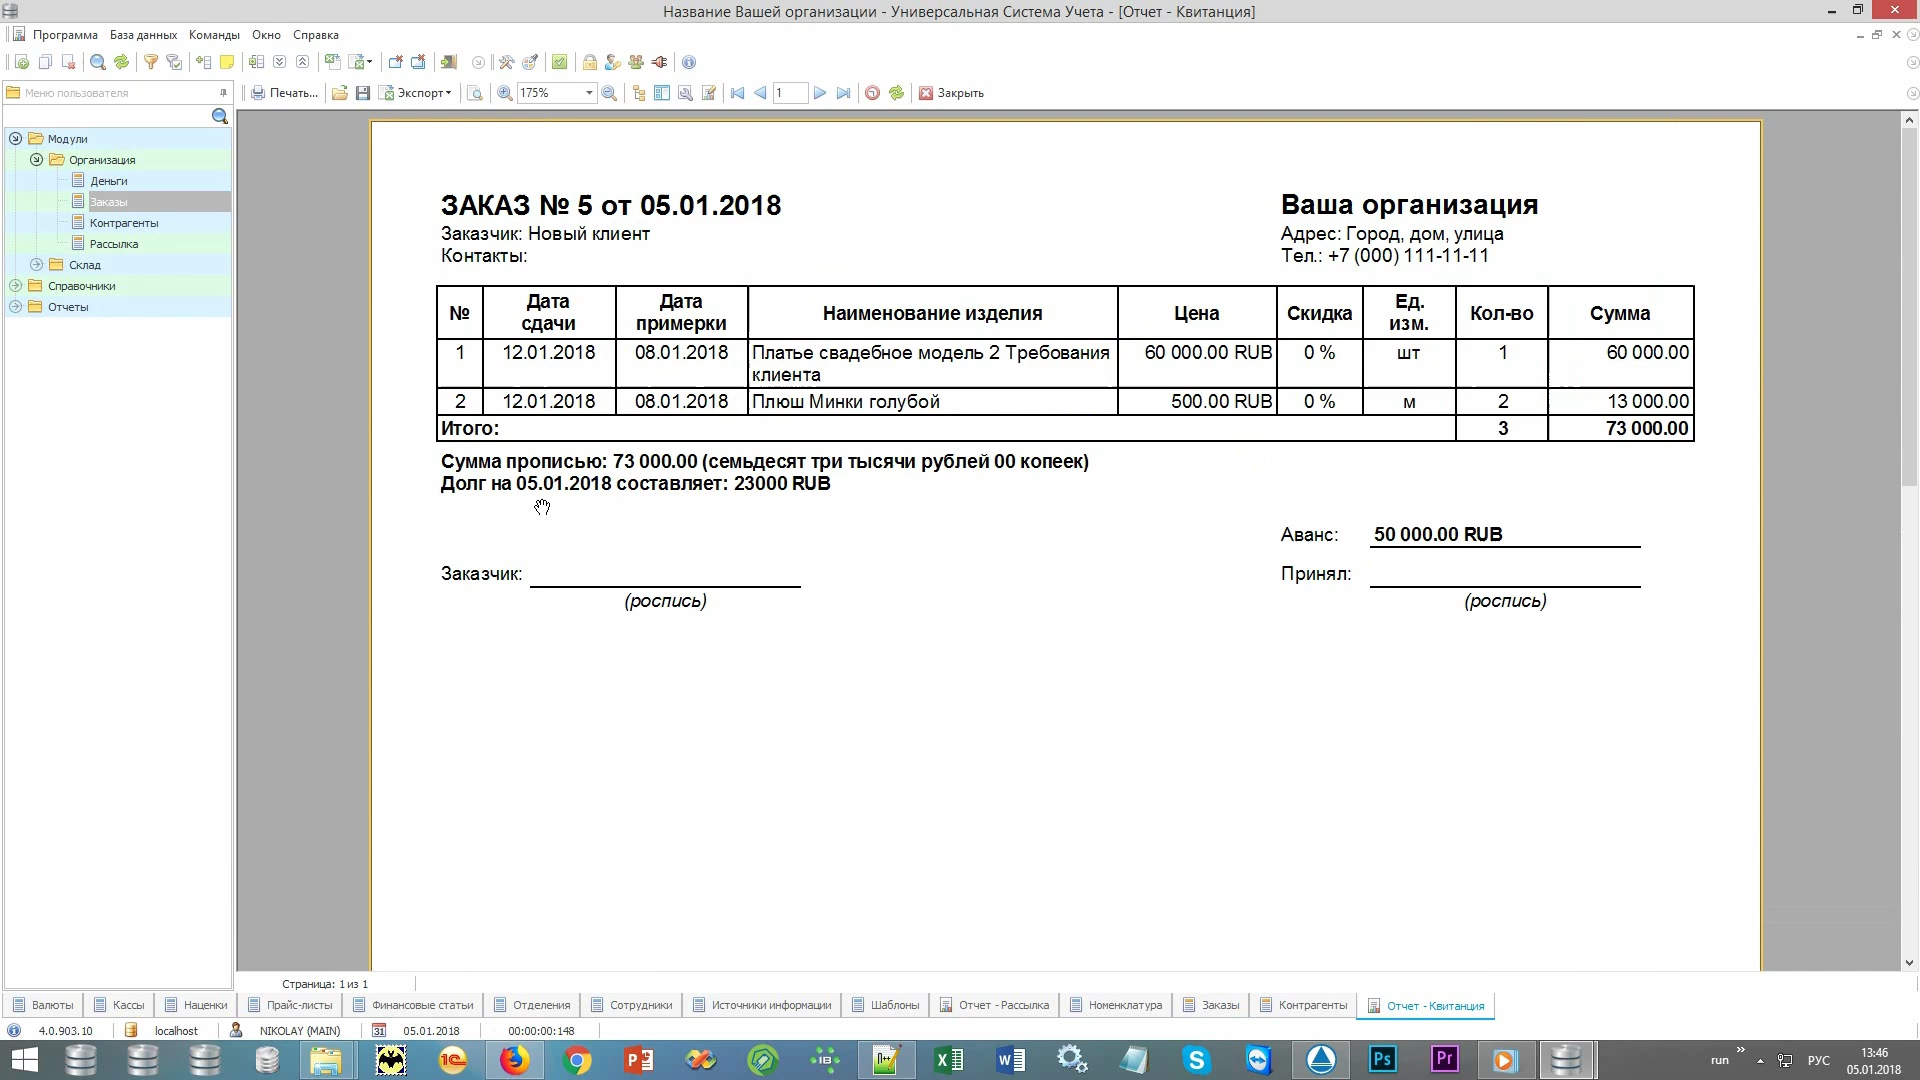 Название Вашей организации - Универсальная Система Учета - [Отчет - Квитанция]
Программа База данных Команды Окно Справка
Меню пользователя
Печать... Экспорт 175% 1 Закрыть
Модули
Организация
Деньги
Заказы
Контрагенты
Рассылка
Склад
Справочники
Отчеты
ЗАКАЗ № 5 от 05.01.2018
Заказчик: Новый клиент
Контакты:
Ваша организация
Адрес: Город, дом, улица
Тел.: +7 (000) 111-11-11
№ Дата сдачи Дата примерки Наименование изделия Цена Скидка Ед. изм. Кол-во Сумма
1 12.01.2018 08.01.2018 Платье свадебное модель 2 Требования клиента 60 000.00 RUB 0 % шт 1 60 000.00
2 12.01.2018 08.01.2018 Плюш Минки голубой 500.00 RUB 0 % м 2 13 000.00
Итого: 3 73 000.00
Сумма прописью: 73 000.00 (семьдесят три тысячи рублей 00 копеек)
Долг на 05.01.2018 составляет: 23000 RUB
Аванс: 50 000.00 RUB
Заказчик: Принял:
(роспись) (роспись)
Страница: 1 из 1
Валюты Кассы Наценки Прайс-листы Финансовые статьи Отделения Сотрудники Источники информации Шаблоны Отчет - Рассылка Номенклатура Заказы Контрагенты Отчет - Квитанция
4.0.903.10 localhost NIKOLAY (MAIN) 31 05.01.2018 00:00:00:148
run » РУС 13:46
05.01.2018